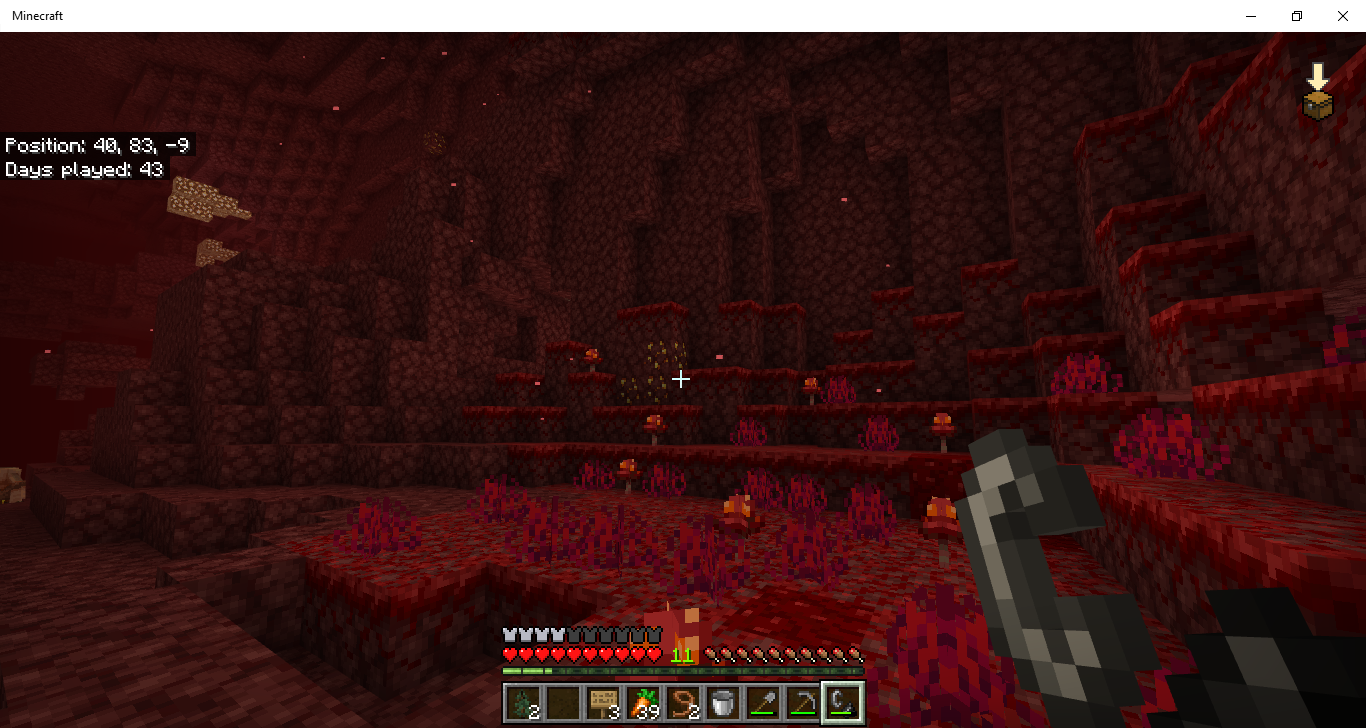 Minecraft
Position: 40, 83, -9
Days played: 43
11
2
3
39
2